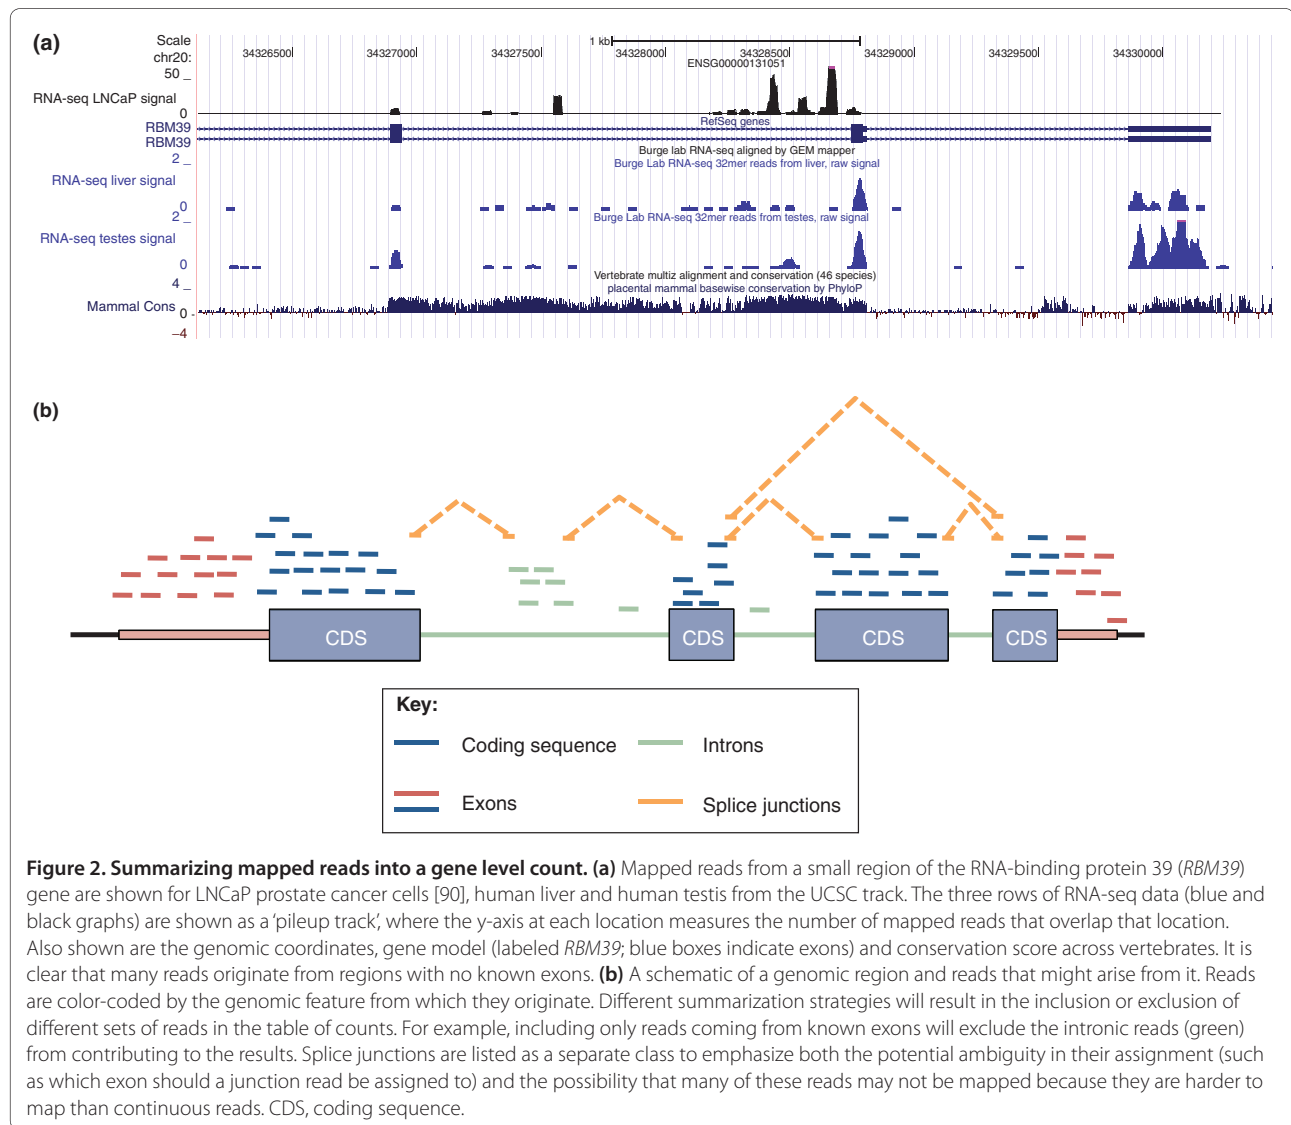 (a)
Scale
chr20:
1 kb
34326500
34327000
34327500
34328000
34328500
34329000
34329500
34330000
ENSG00000131051
50 _
RNA-seq LNCaP signal
0
RefSeq genes
RBM39
RBM39
Burge lab RNA-seq aligned by GEM mapper
2 _
Burge Lab RNA-seq 32mer reads from liver, raw signal
RNA-seq liver signal
0
2 _
Burge Lab RNA-seq 32mer reads from testes, raw signal
RNA-seq testes signal
0
Vertebrate multiz alignment and conservation (46 species)
4 _
placental mammal basewise conservation by PhyloP
Mammal Cons
0 -
−4
(b)
CDS
CDS
CDS
CDS
Key:
Coding sequence
Introns
Exons
Splice junctions
Figure 2. Summarizing mapped reads into a gene level count. (a) Mapped reads from a small region of the RNA-binding protein 39 (RBM39)
gene are shown for LNCaP prostate cancer cells [90], human liver and human testis from the UCSC track. The three rows of RNA-seq data (blue and
black graphs) are shown as a ‘pileup track’, where the y-axis at each location measures the number of mapped reads that overlap that location.
Also shown are the genomic coordinates, gene model (labeled RBM39; blue boxes indicate exons) and conservation score across vertebrates. It is
clear that many reads originate from regions with no known exons. (b) A schematic of a genomic region and reads that might arise from it. Reads
are color-coded by the genomic feature from which they originate. Different summarization strategies will result in the inclusion or exclusion of
different sets of reads in the table of counts. For example, including only reads coming from known exons will exclude the intronic reads (green)
from contributing to the results. Splice junctions are listed as a separate class to emphasize both the potential ambiguity in their assignment (such
as which exon should a junction read be assigned to) and the possibility that many of these reads may not be mapped because they are harder to
map than continuous reads. CDS, coding sequence.